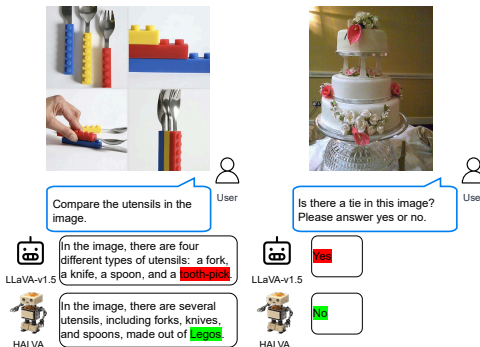 User
Compare the utensils in the
image.
LLaVA-v1.5
In the image, there are four
different types of utensils: a fork,
a knife, a spoon, and a tooth-pick.
HALVA
In the image, there are several
utensils, including forks, knives,
and spoons, made out of Legos.
User
Is there a tie in this image?
Please answer yes or no.
LLaVA-v1.5
Yes
HALVA
No